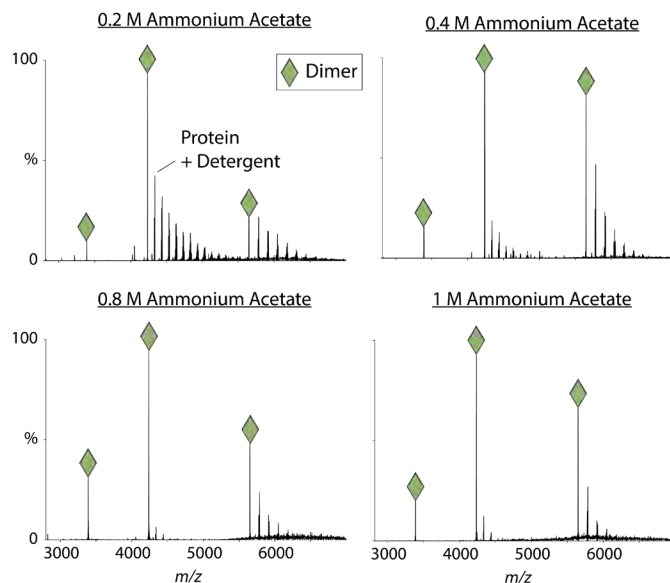 0.2 M Ammonium Acetate
0.4 M Ammonium Acetate
100
Dimer
Protein
+ Detergent
%
0
0.8 M Ammonium Acetate
1 M Ammonium Acetate
100
%
0
3000 4000 5000 6000
3000 4000 5000 6000
m/z
m/z